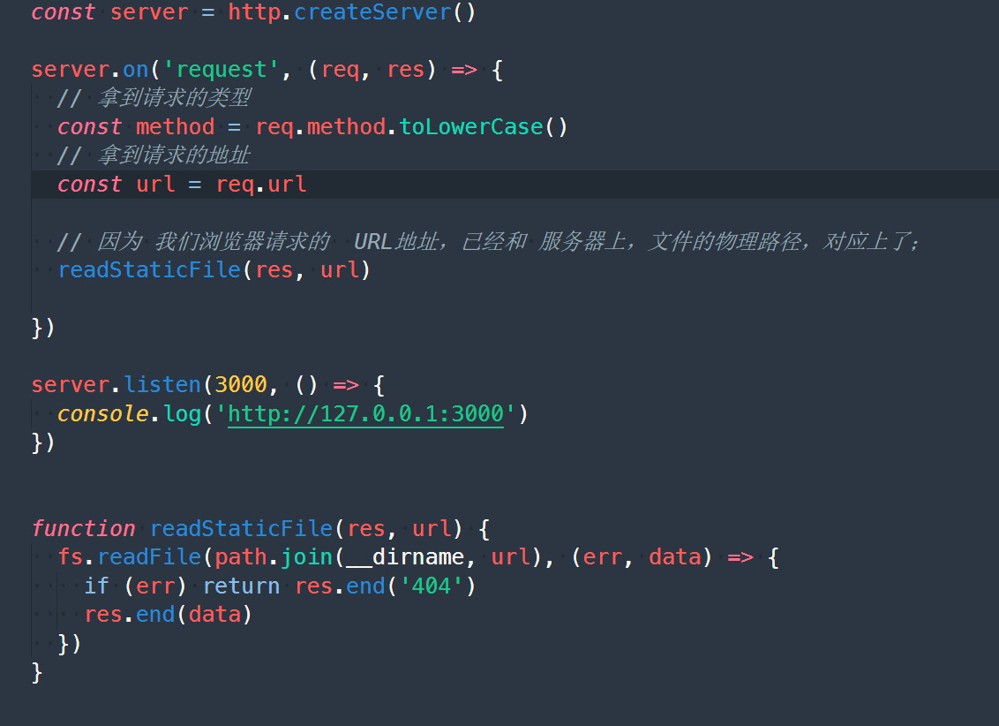 const server = http.createServer()
server.on('request', (req, res) => {
// 拿到请求的类型
const method = req.method.toLowerCase()
// 拿到请求的地址
const url = req.url
// 因为 我们浏览器请求的  URL地址，已经和 服务器上，文件的物理路径，对应上了；
readStaticFile(res, url)
})
server.listen(3000, () => {
console.log('http://127.0.0.1:3000')
})
function readStaticFile(res, url) {
fs.readFile(path.join(__dirname, url), (err, data) => {
if (err) return res.end('404')
res.end(data)
})
}